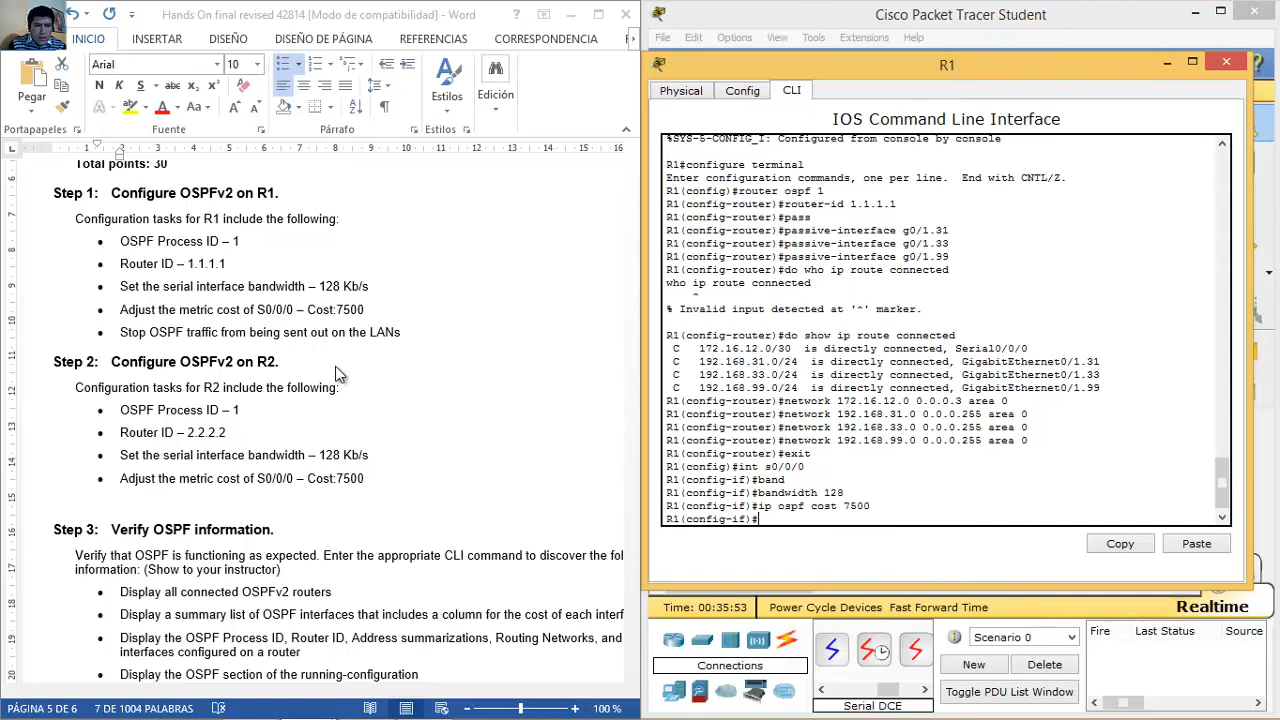 Hands On final revised 42814 [Modo de compatibilidad] - Word
INICIO INSERTAR DISEÑO DISEÑO DE PÁGINA REFERENCIAS CORRESPONDENCIA
Arial 10
Pegar
Estilos
Edición
Portapapeles Fuente Párrafo Estilos
Total points: 30
Step 1: Configure OSPFv2 on R1.
Configuration tasks for R1 include the following:
• OSPF Process ID – 1
• Router ID – 1.1.1.1
• Set the serial interface bandwidth – 128 Kb/s
• Adjust the metric cost of S0/0/0 – Cost:7500
• Stop OSPF traffic from being sent out on the LANs
Step 2: Configure OSPFv2 on R2.
Configuration tasks for R2 include the following:
• OSPF Process ID – 1
• Router ID – 2.2.2.2
• Set the serial interface bandwidth – 128 Kb/s
• Adjust the metric cost of S0/0/0 – Cost:7500
Step 3: Verify OSPF information.
Verify that OSPF is functioning as expected. Enter the appropriate CLI command to discover the fol
information: (Show to your instructor)
• Display all connected OSPFv2 routers
• Display a summary list of OSPF interfaces that includes a column for the cost of each interf
• Display the OSPF Process ID, Router ID, Address summarizations, Routing Networks, and
interfaces configured on a router
• Display the OSPF section of the running-configuration
PÁGINA 5 DE 6 7 DE 1004 PALABRAS 100 %
Cisco Packet Tracer Student
File Edit Options View Tools Extensions Help
R1
Physical Config CLI
IOS Command Line Interface
%SYS-5-CONFIG_I: Configured from console by console
R1#configure terminal
Enter configuration commands, one per line. End with CNTL/Z.
R1(config)#router ospf 1
R1(config-router)#router-id 1.1.1.1
R1(config-router)#pass
R1(config-router)#passive-interface g0/1.31
R1(config-router)#passive-interface g0/1.33
R1(config-router)#passive-interface g0/1.99
R1(config-router)#do who ip route connected
who ip route connected
^
% Invalid input detected at '^' marker.
R1(config-router)#do show ip route connected
C 172.16.12.0/30 is directly connected, Serial0/0/0
C 192.168.31.0/24 is directly connected, GigabitEthernet0/1.31
C 192.168.33.0/24 is directly connected, GigabitEthernet0/1.33
C 192.168.99.0/24 is directly connected, GigabitEthernet0/1.99
R1(config-router)#network 172.16.12.0 0.0.0.3 area 0
R1(config-router)#network 192.168.31.0 0.0.0.255 area 0
R1(config-router)#network 192.168.33.0 0.0.0.255 area 0
R1(config-router)#network 192.168.99.0 0.0.0.255 area 0
R1(config-router)#exit
R1(config)#int s0/0/0
R1(config-if)#band
R1(config-if)#bandwidth 128
R1(config-if)#ip ospf cost 7500
R1(config-if)#
Copy Paste
Time: 00:35:53 Power Cycle Devices Fast Forward Time Realtime
Connections
Serial DCE
Scenario 0
New Delete
Toggle PDU List Window
Fire Last Status Source